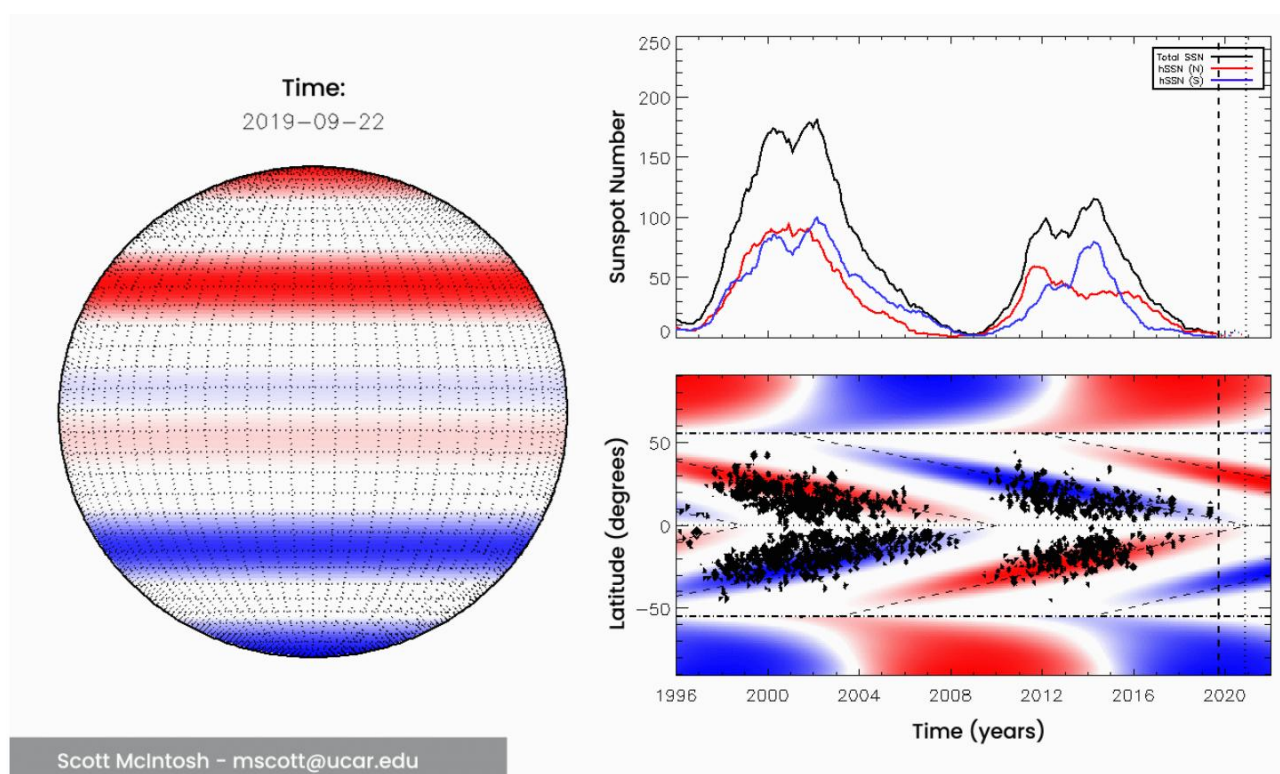 Time:
2019-09-22
250
200
150
100
50
0
Sunspot Number
Total SSN
hSSN (N)
hSSN (S)
50
0
-50
Latitude (degrees)
1996 2000 2004 2008 2012 2016 2020
Time (years)
Scott McIntosh - mscott@ucar.edu